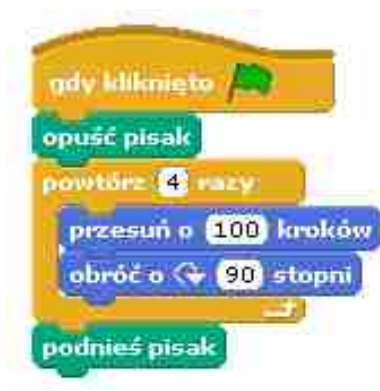 gdy kliknięto
opuść pisak
powtórz 4 razy
przesuń o 100 kroków
obróć o 90 stopni
podnieś pisak